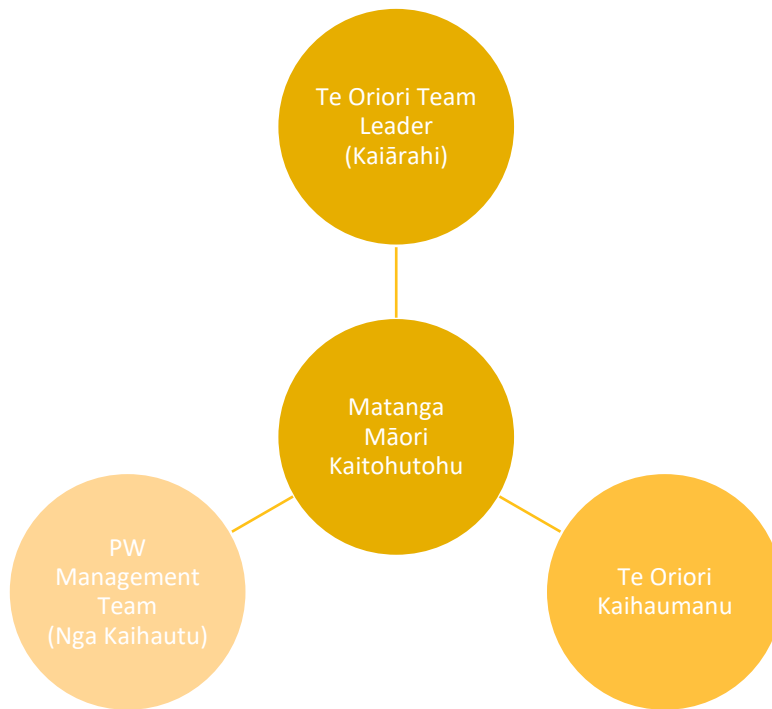 Te Oriori Team
Leader
(Kaiārahi)
Matanga
Māori
Kaitohutohu
PW
Management
Team
(Nga Kaihautu)
Te Oriori
Kaihaumanu